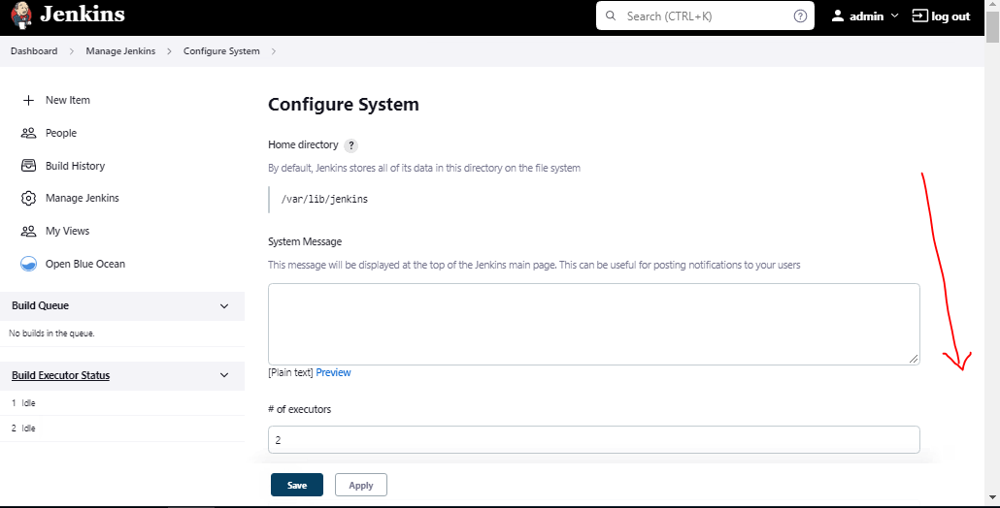 Jenkins
Search (CTRL+K)
?
admin
log out
Dashboard
Manage Jenkins
Configure System
New Item
People
Build History
Manage Jenkins
My Views
Open Blue Ocean
Build Queue
No builds in the queue.
Build Executor Status
1 Idle
2 Idle
Configure System
Home directory ?
By default, Jenkins stores all of its data in this directory on the file system
/var/lib/jenkins
System Message
This message will be displayed at the top of the Jenkins main page. This can be useful for posting notifications to your users
[Plain text] Preview
# of executors
2
Save
Apply